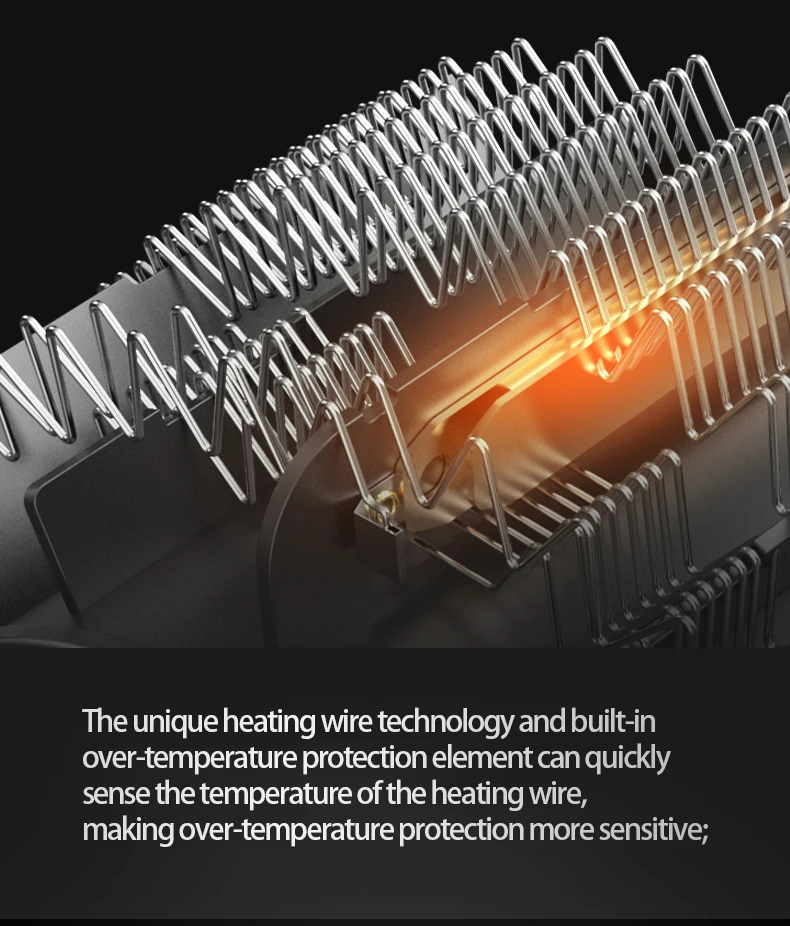 The unique heating wire technology and built-in
over-temperature protection element can quickly
sense the temperature of the heating wire,
making over-temperature protection more sensitive;